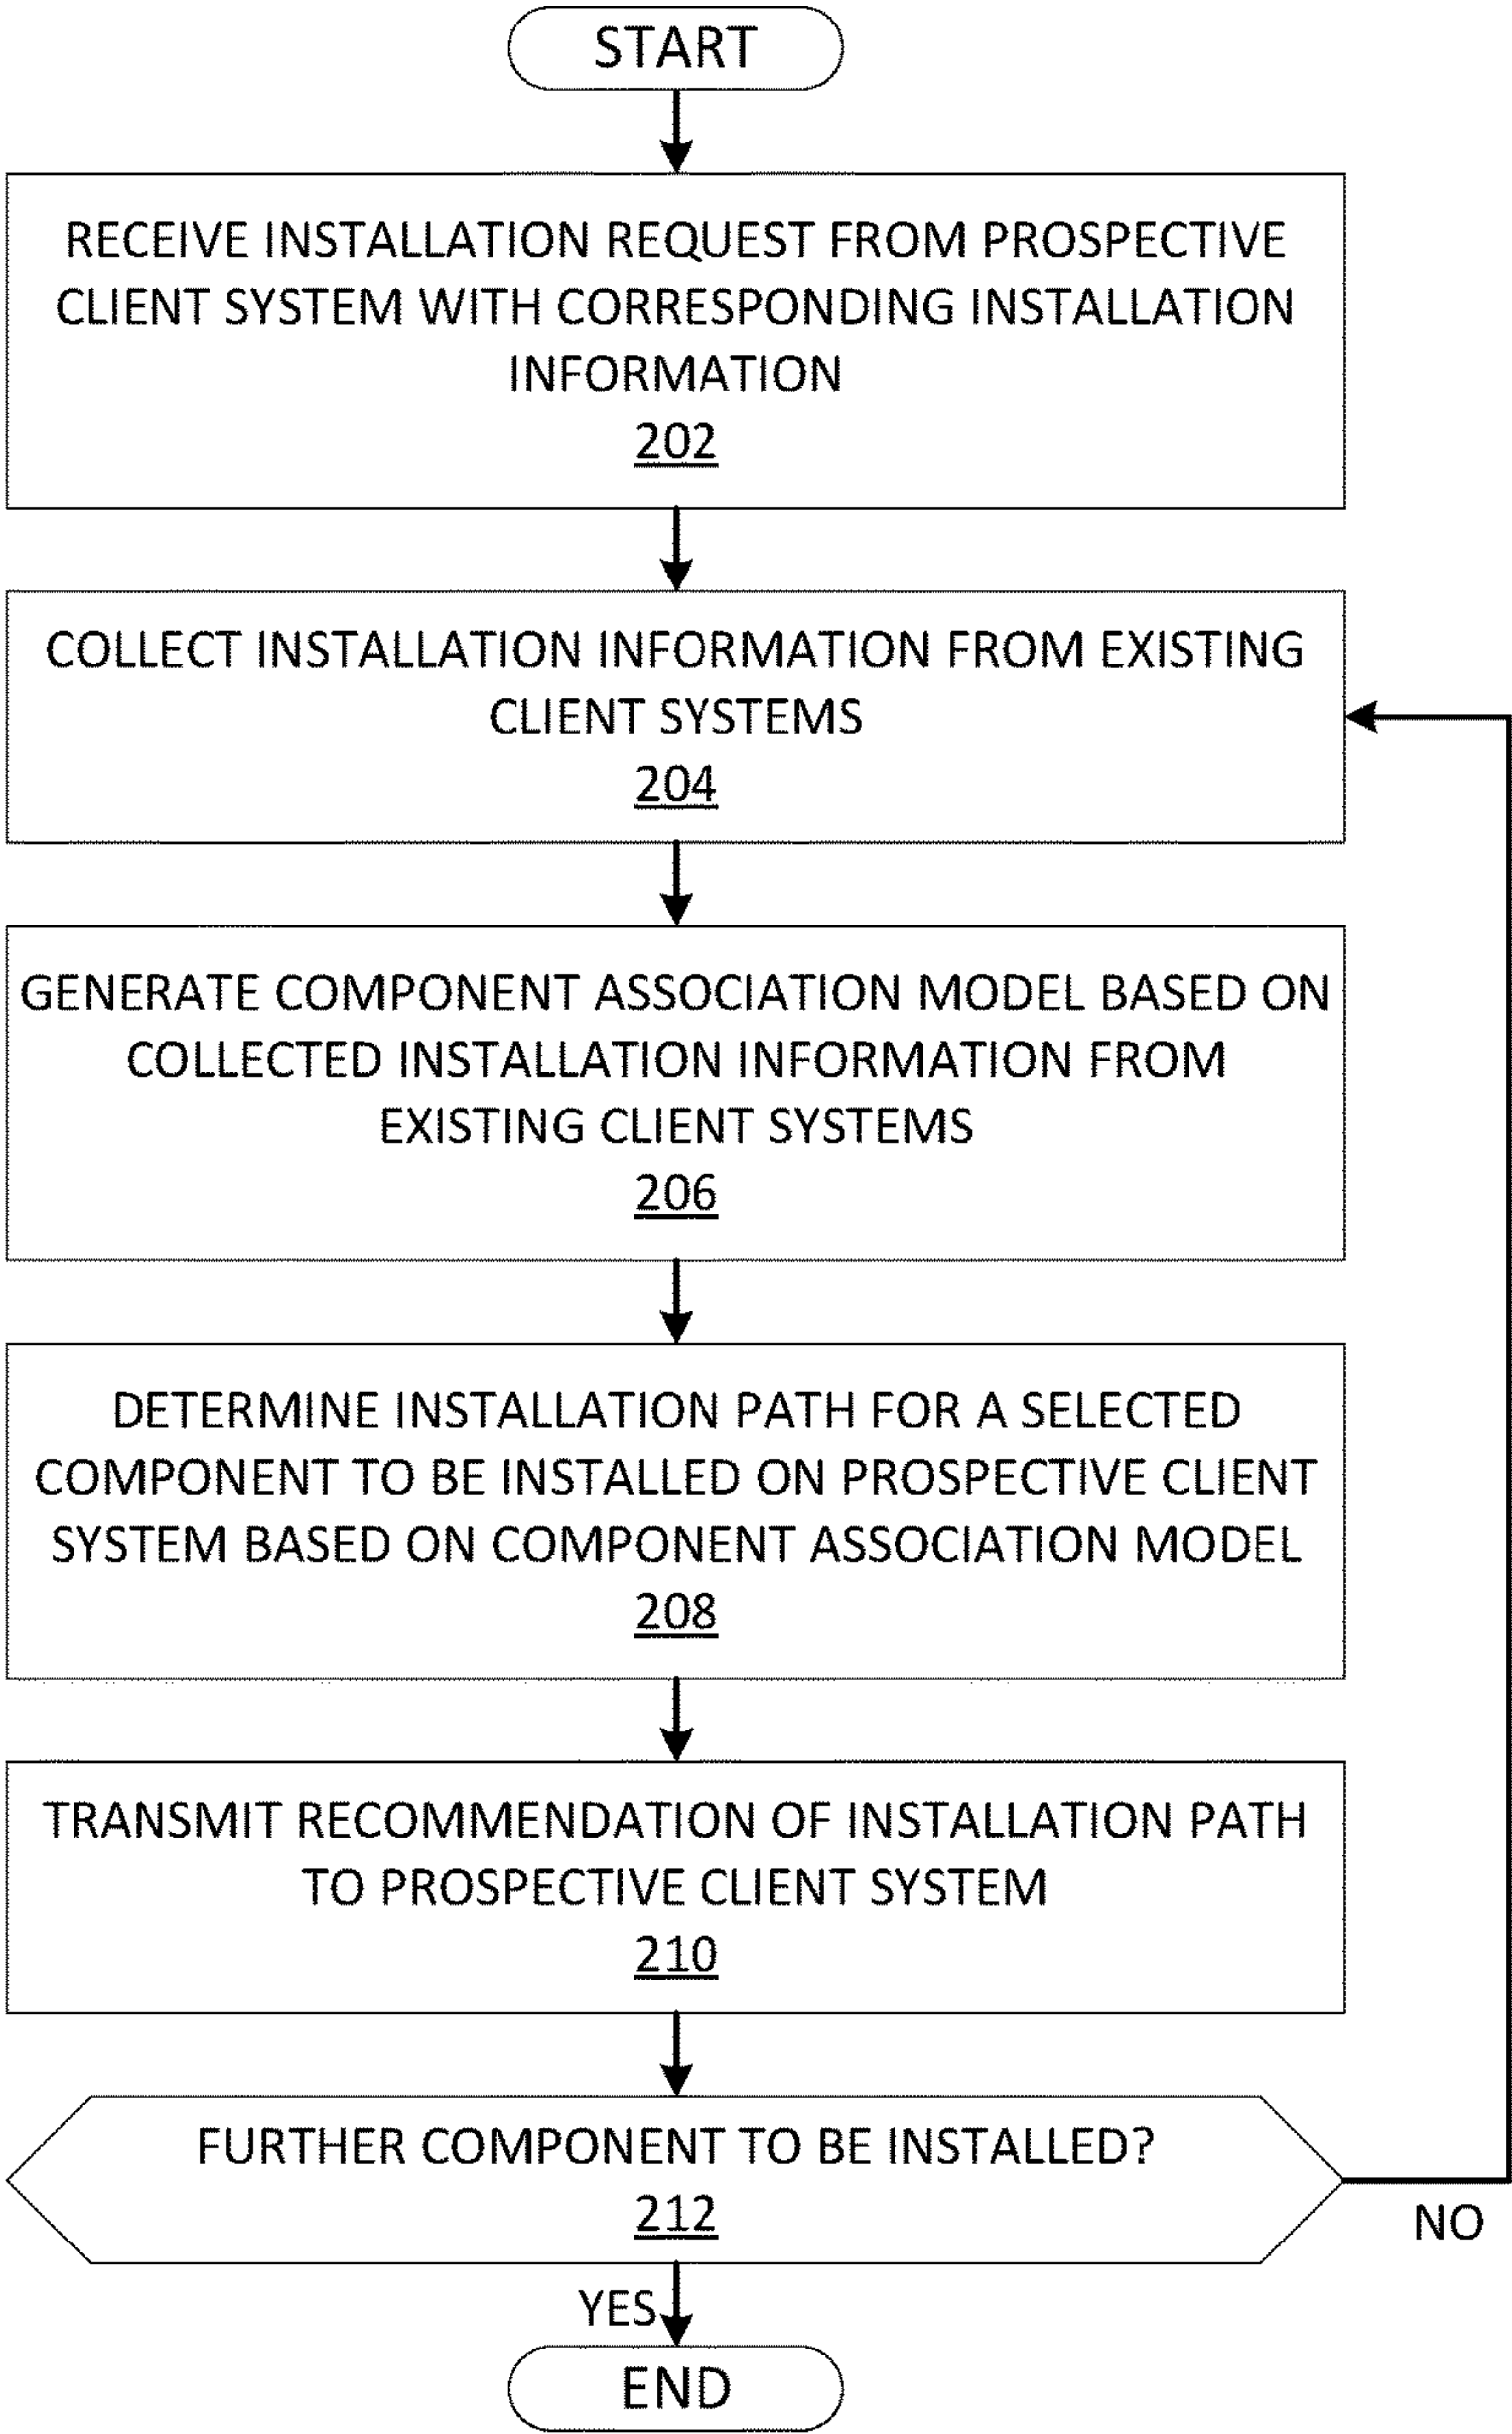 START
RECEIVE INSTALLATION REQUEST FROM PROSPECTIVE
CLIENT SYSTEM WITH CORRESPONDING INSTALLATION
INFORMATION
202
COLLECT INSTALLATION INFORMATION FROM EXISTING
CLIENT SYSTEMS
204
GENERATE COMPONENT ASSOCIATION MODEL BASED ON
COLLECTED INSTALLATION INFORMATION FROM
EXISTING CLIENT SYSTEMS
206
DETERMINE INSTALLATION PATH FOR A SELECTED
COMPONENT TO BE INSTALLED ON PROSPECTIVE CLIENT
SYSTEM BASED ON COMPONENT ASSOCIATION MODEL
208
TRANSMIT RECOMMENDATION OF INSTALLATION PATH
TO PROSPECTIVE CLIENT SYSTEM
210
FURTHER COMPONENT TO BE INSTALLED?
212
NO
YES
END